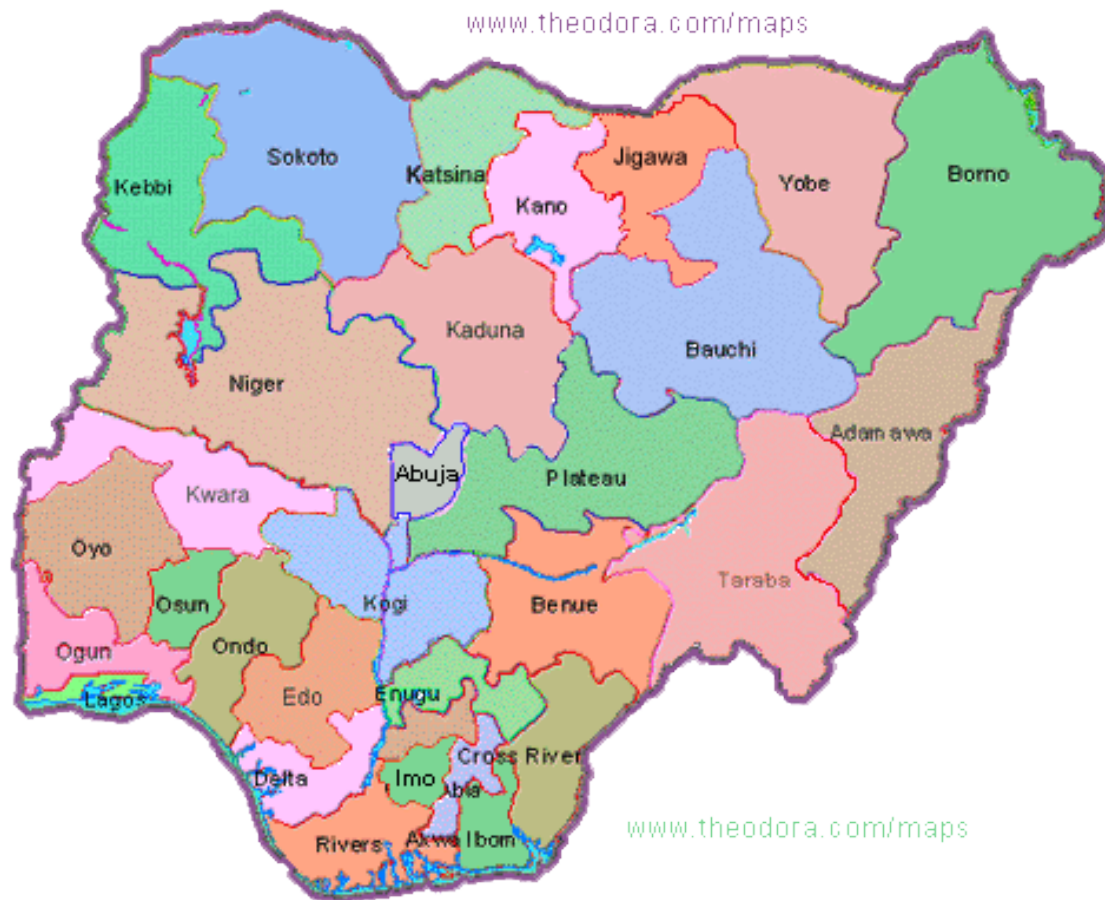 www.theodora.com/maps
Sokoto
Katsina
Jigawa
Yobe
Borno
Kebbi
Kano
Kaduna
Bauchi
Niger
Adamawa
Abuja
Plateau
Kwara
Oyo
Taraba
Osun
Kogi
Benue
Ogun
Ondo
Lagos
Edo
Enugu
Cross River
Delta
Imo
Abia
Rivers
Axwa Ibom
www.theodora.com/maps